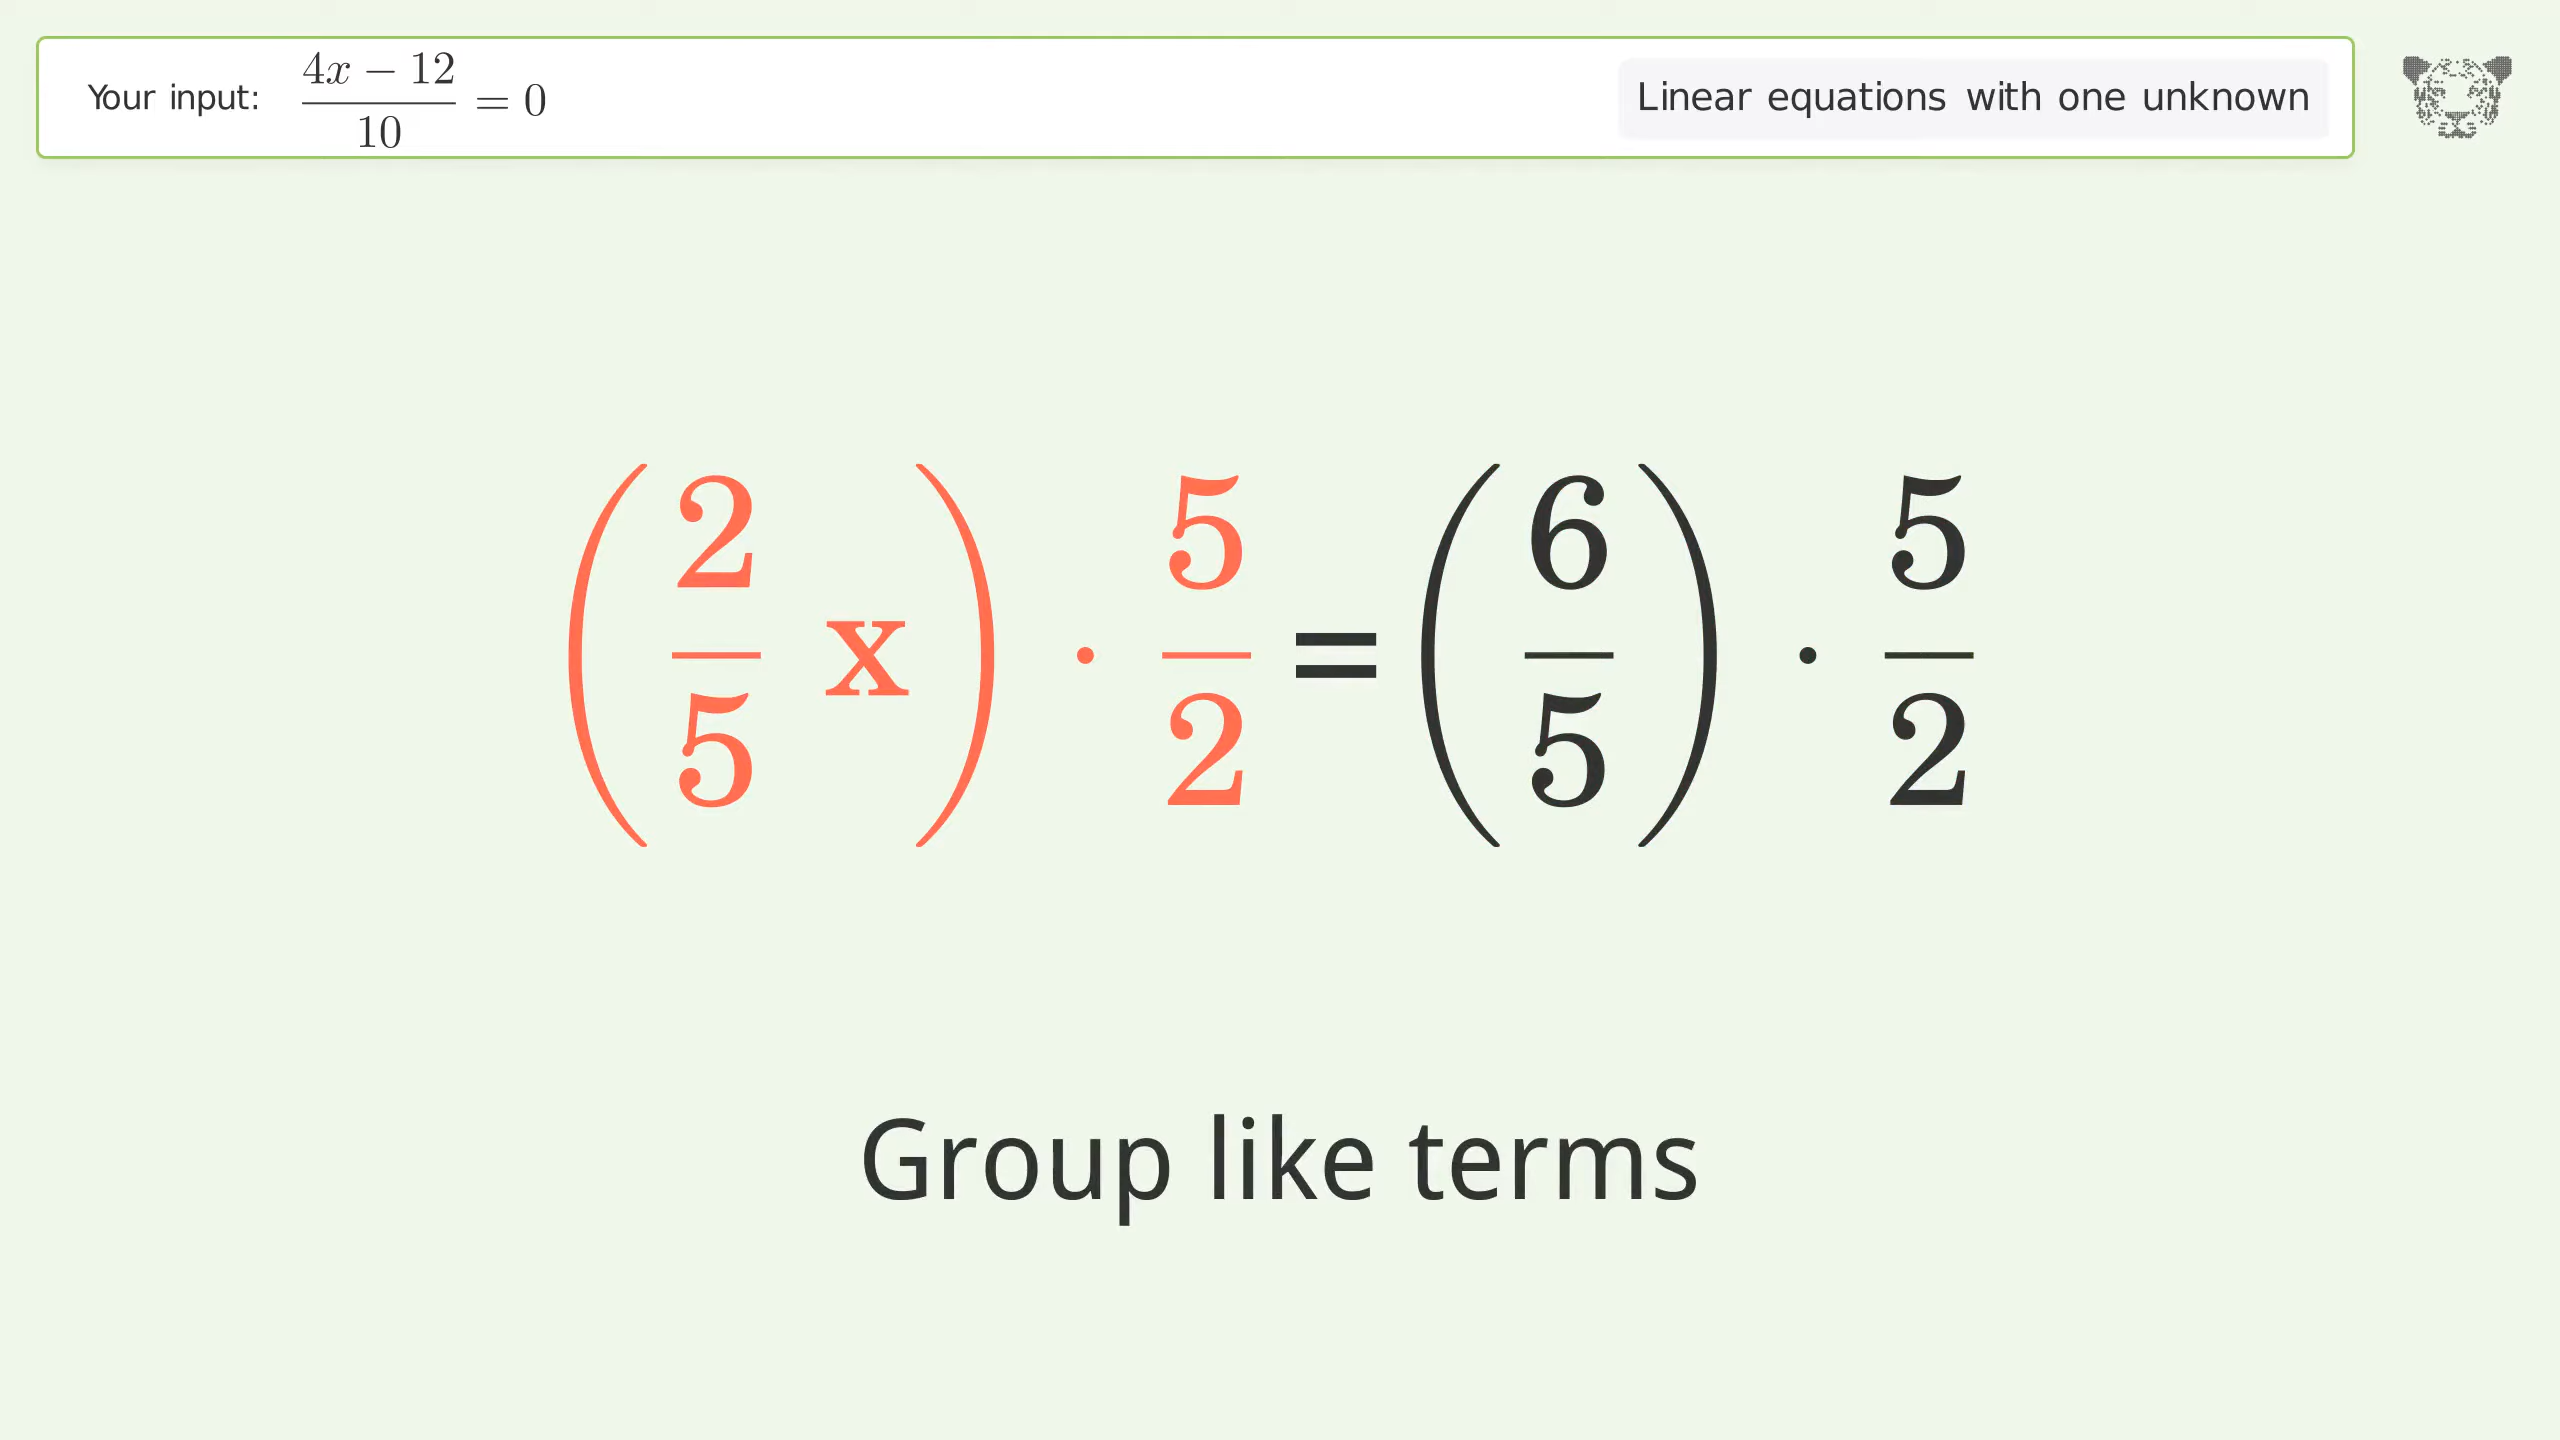 Your input: (4x − 12)/10 = 0
Linear equations with one unknown
(2/5 x) · 5/2 = (6/5) · 5/2
Group like terms